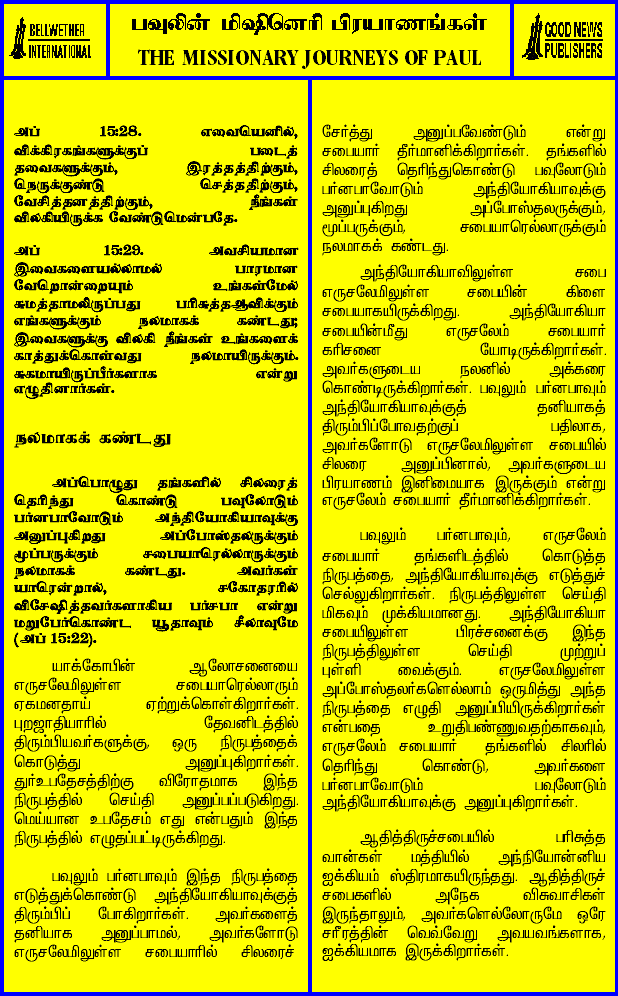 BELLWETHER
INTERNATIONAL
பவுலின் மிஷினெரி பிரயாணங்கள்
THE MISSIONARY JOURNEYS OF PAUL
GOOD NEWS
PUBLISHERS
அப் 15:28. எவையெனில்,
விக்கிரகங்களுக்குப் படைத்
தவைகளுக்கும், இரத்தத்திற்கும்,
நெருக்குண்டு செத்ததிற்கும்,
வேசித்தனத்திற்கும், நீங்கள்
விலகியிருக்க வேண்டுமென்பதே.
அப் 15:29. அவசியமான
இவைகளையல்லாமல் பாரமான
வேறொன்றையும் உங்கள்மேல்
சுமத்தாமலிருப்பது பரிசுத்தஆவிக்கும்
எங்களுக்கும் நலமாகக் கண்டது;
இவைகளுக்கு விலகி நீங்கள் உங்களைக்
காத்துக்கொள்வது நலமாயிருக்கும்.
சுகமாயிருப்பீர்களாக என்று
எழுதினார்கள்.
நலமாகக் கண்டது
அப்பொழுது தங்களில் சிலரைத்
தெரிந்து கொண்டு பவுலோடும்
பர்னபாவோடும் அந்தியோகியாவுக்கு
அனுப்புகிறது அப்போஸ்தலருக்கும்
மூப்பருக்கும் சபையாரெல்லாருக்கும்
நலமாகக் கண்டது. அவர்கள்
யாரென்றால், சகோதரரில்
விசேஷித்தவர்களாகிய பர்சபா என்று
மறுபேர்கொண்ட யூதாவும் சீலாவுமே
(அப் 15:22).
யாக்கோபின் ஆலோசனையை
எருசலேமிலுள்ள சபையாரெல்லாரும்
ஏகமனதாய் ஏற்றுக்கொள்கிறார்கள்.
புறஜாதியாரில் தேவனிடத்தில்
திரும்பியவர்களுக்கு, ஒரு நிருபத்தைக்
கொடுத்து அனுப்புகிறார்கள்.
துர்உபதேசத்திற்கு விரோதமாக இந்த
நிருபத்தில் செய்தி அனுப்பப்படுகிறது.
மெய்யான உபதேசம் எது என்பதும் இந்த
நிருபத்தில் எழுதப்பட்டிருக்கிறது.
பவுலும் பர்னபாவும் இந்த நிருபத்தை
எடுத்துக்கொண்டு அந்தியோகியாவுக்குத்
திரும்பிப் போகிறார்கள். அவர்களைத்
தனியாக அனுப்பாமல், அவர்களோடு
எருசலேமிலுள்ள சபையாரில் சிலரைச்
சேர்த்து அனுப்பவேண்டும் என்று
சபையார் தீர்மானிக்கிறார்கள். தங்களில்
சிலரைத் தெரிந்துகொண்டு பவுலோடும்
பர்னபாவோடும் அந்தியோகியாவுக்கு
அனுப்புகிறது அப்போஸ்தலருக்கும்,
மூப்பருக்கும், சபையாரெல்லாருக்கும்
நலமாகக் கண்டது.
அந்தியோகியாவிலுள்ள சபை
எருசலேமிலுள்ள சபையின் கிளை
சபையாகயிருக்கிறது. அந்தியோகியா
சபையின்மீது எருசலேம் சபையார்
கரிசனை யோடிருக்கிறார்கள்.
அவர்களுடைய நலனில் அக்கரை
கொண்டிருக்கிறார்கள். பவுலும் பர்னபாவும்
அந்தியோகியாவுக்குத் தனியாகத்
திரும்பிப்போவதற்குப் பதிலாக,
அவர்களோடு எருசலேமிலுள்ள சபையில்
சிலரை அனுப்பினால், அவர்களுடைய
பிரயாணம் இனிமையாக இருக்கும் என்று
எருசலேம் சபையார் தீர்மானிக்கிறார்கள்.
பவுலும் பர்னபாவும், எருசலேம்
சபையார் தங்களிடத்தில் கொடுத்த
நிருபத்தை, அந்தியோகியாவுக்கு எடுத்துச்
செல்லுகிறார்கள். நிருபத்திலுள்ள செய்தி
மிகவும் முக்கியமானது. அந்தியோகியா
சபையிலுள்ள பிரச்சனைக்கு இந்த
நிருபத்திலுள்ள செய்தி முற்றுப்
புள்ளி வைக்கும். எருசலேமிலுள்ள
அப்போஸ்தலர்களெல்லாம் ஒருமித்து அந்த
நிருபத்தை எழுதி அனுப்பியிருக்கிறார்கள்
என்பதை உறுதிபண்ணுவதற்காகவும்,
எருசலேம் சபையார் தங்களில் சிலரில்
தெரிந்து கொண்டு, அவர்களை
பர்னபாவோடும் பவுலோடும்
அந்தியோகியாவுக்கு அனுப்புகிறார்கள்.
ஆதித்திருச்சபையில் பரிசுத்த
வான்கள் மத்தியில் அந்நியோன்னிய
ஐக்கியம் ஸ்திரமாகயிருந்தது. ஆதித்திருச்
சபைகளில் அநேக விசுவாசிகள்
இருந்தாலும், அவர்களெல்லோருமே ஒரே
சரீரத்தின் வெவ்வேறு அவயவங்களாக,
ஐக்கியமாக இருக்கிறார்கள்.